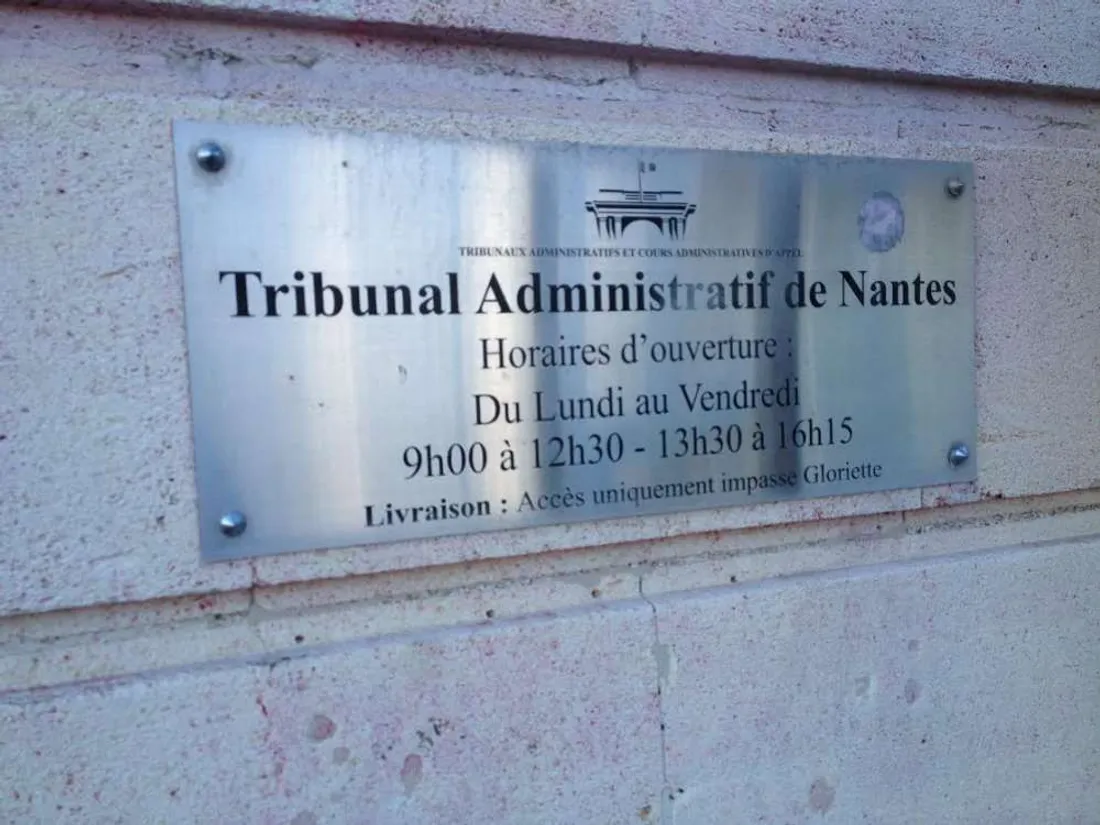 TRIBUNAUX ADMINISTRATIFS ET COURS ADMINISTRATIVES D'APPEL
Tribunal Administratif de Nantes
Horaires d'ouverture :
Du Lundi au Vendredi
9h00 à 12h30 - 13h30 à 16h15
Livraison : Accès uniquement impasse Gloriette